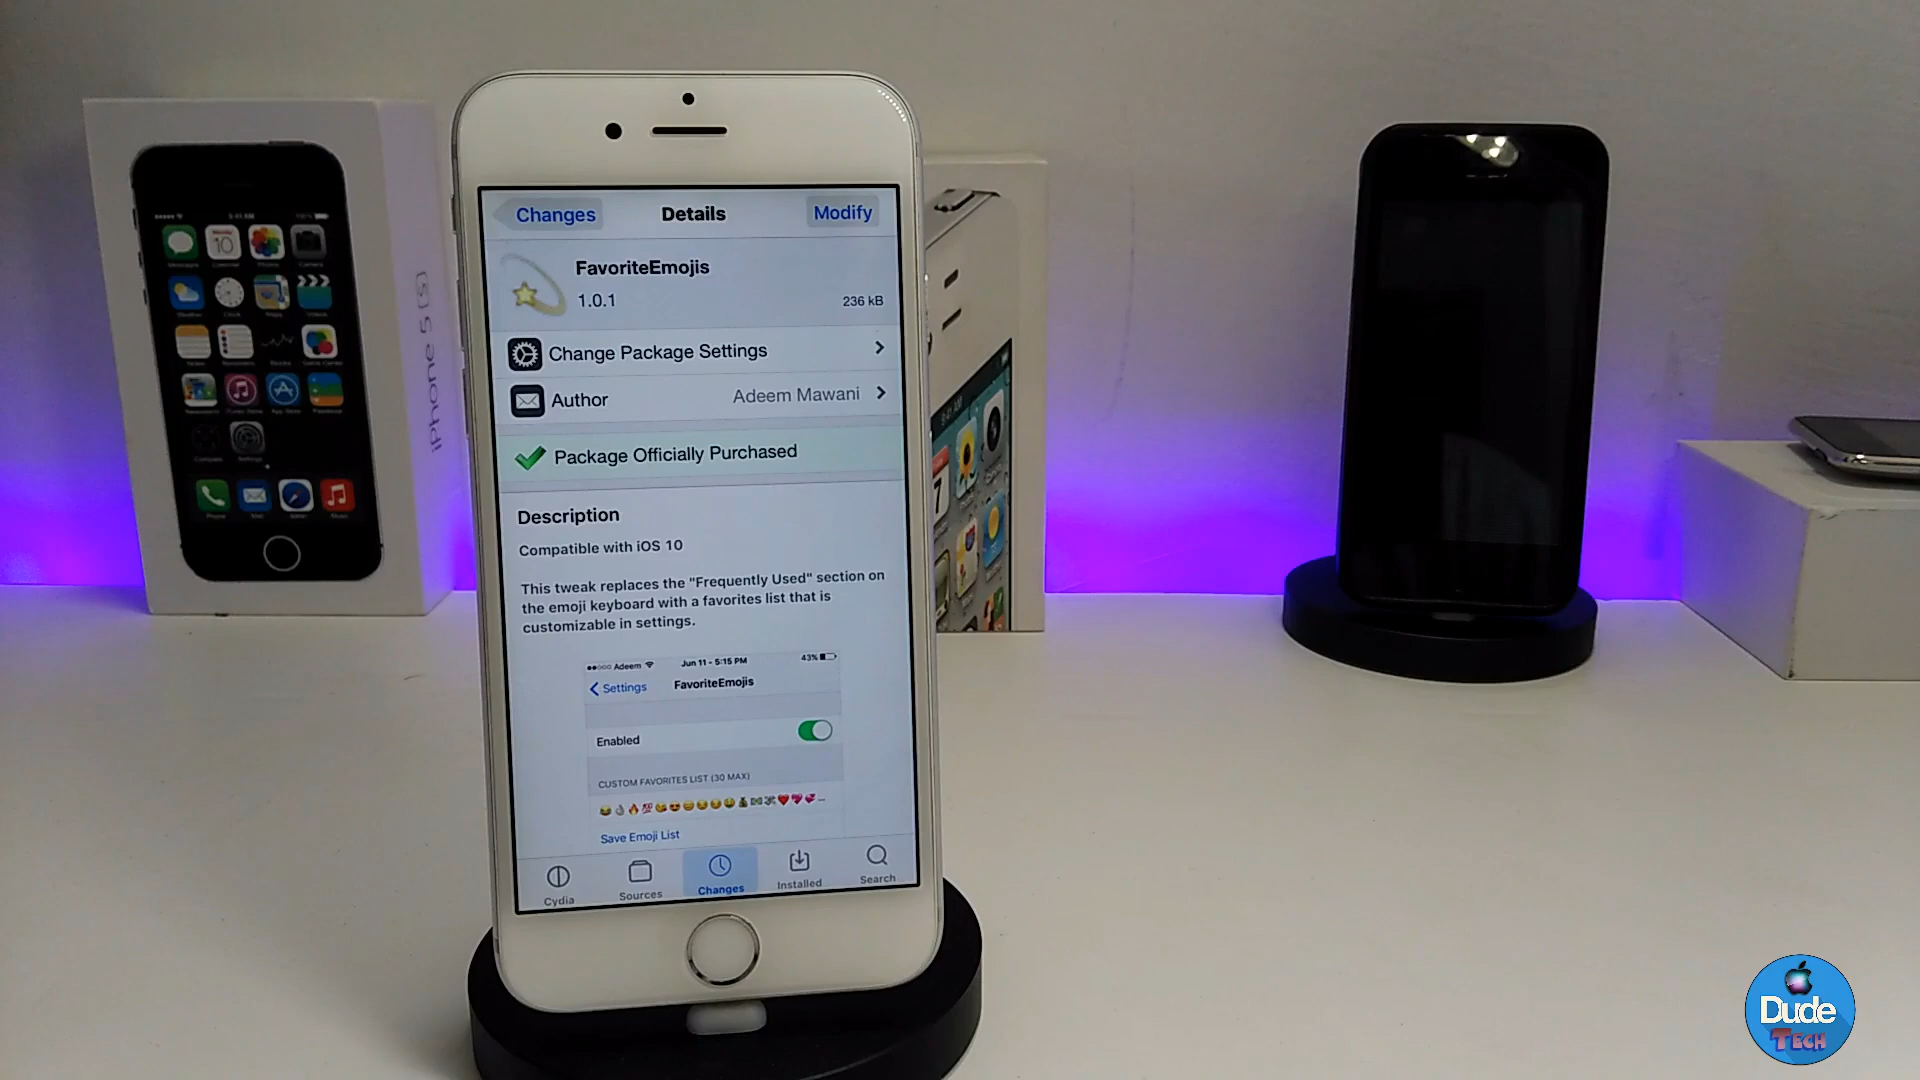 Changes
Details
Modify
FavoriteEmojis
1.0.1
236 kB
Change Package Settings
Author
Adeem Mawani
Package Officially Purchased
Description
Compatible with iOS 10
This tweak replaces the "Frequently Used" section on
the emoji keyboard with a favorites list that is
customizable in settings.
Adeem
Jun 11 - 5:15 PM
43%
Settings
FavoriteEmojis
Enabled
CUSTOM FAVORITES LIST (30 MAX)
Save Emoji List
Cydia
Sources
Changes
Installed
Search
iPhone 5
10
7
Dude
TECH